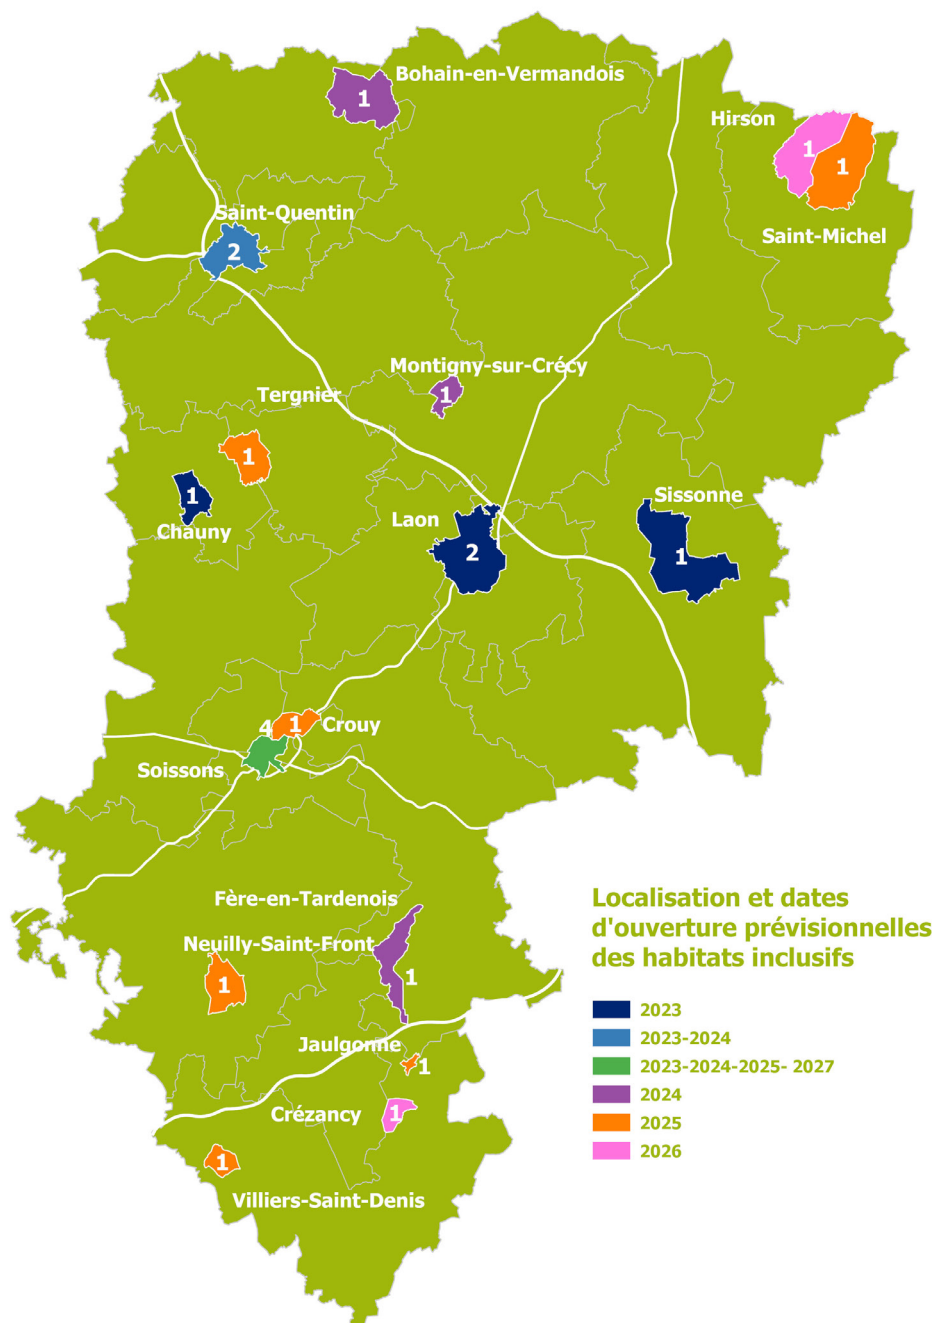 Bohain-en-Vermandois
1
Hirson
1
1
Saint-Michel
Saint-Quentin
2
Montigny-sur-Crécy
1
Tergnier
1
1
Chauny
Laon
2
Sissonne
1
4
1
Crouy
Soissons
Fère-en-Tardenois
Neuilly-Saint-Front
1
1
Jaulgonne
1
Crézancy
1
1
Villiers-Saint-Denis
Localisation et dates
d'ouverture prévisionnelles
des habitats inclusifs
2023
2023-2024
2023-2024-2025- 2027
2024
2025
2026